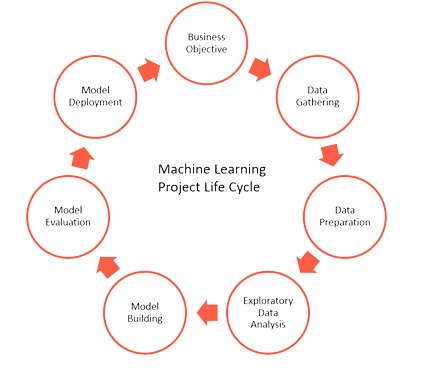 Business
Objective
Data
Gathering
Data
Preparation
Exploratory
Data
Analysis
Model
Building
Model
Evaluation
Model
Deployment
Machine Learning
Project Life Cycle